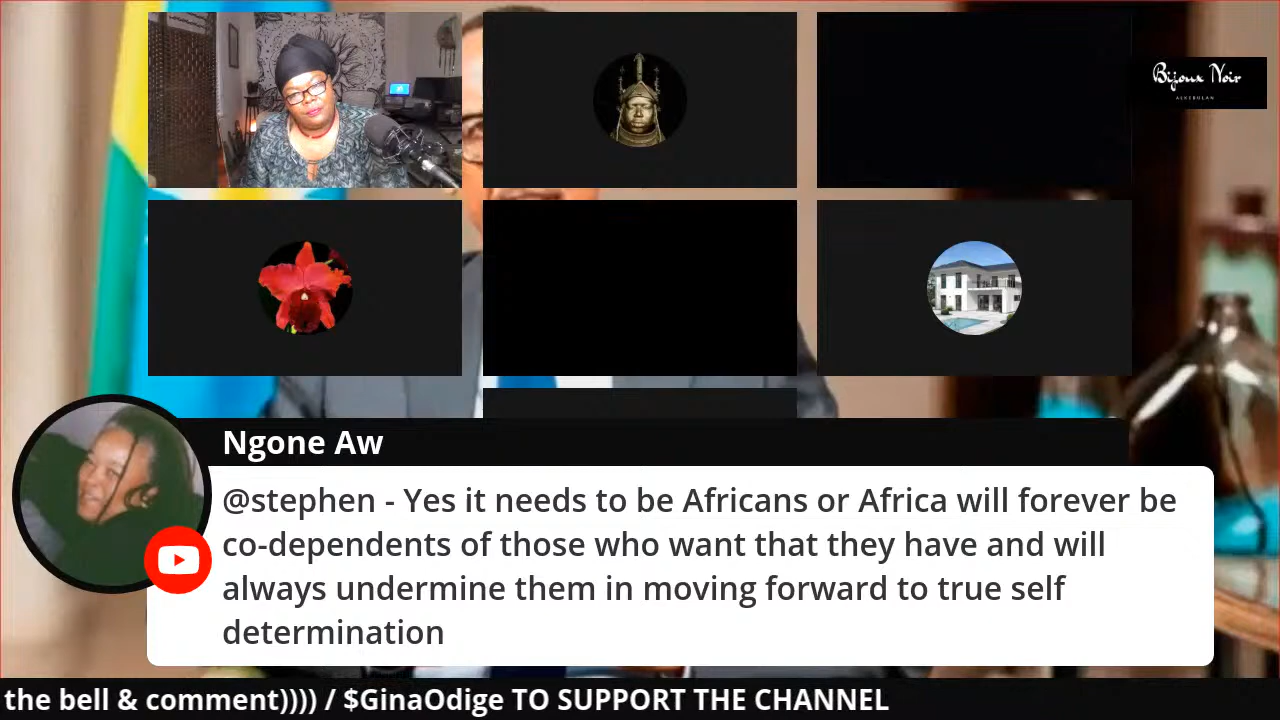 Bijoux Noir
ALKEBULAN
Ngone Aw
@stephen - Yes it needs to be Africans or Africa will forever be
co-dependents of those who want that they have and will
always undermine them in moving forward to true self
determination
the bell & comment)))) / $GinaOdige TO SUPPORT THE CHANNEL